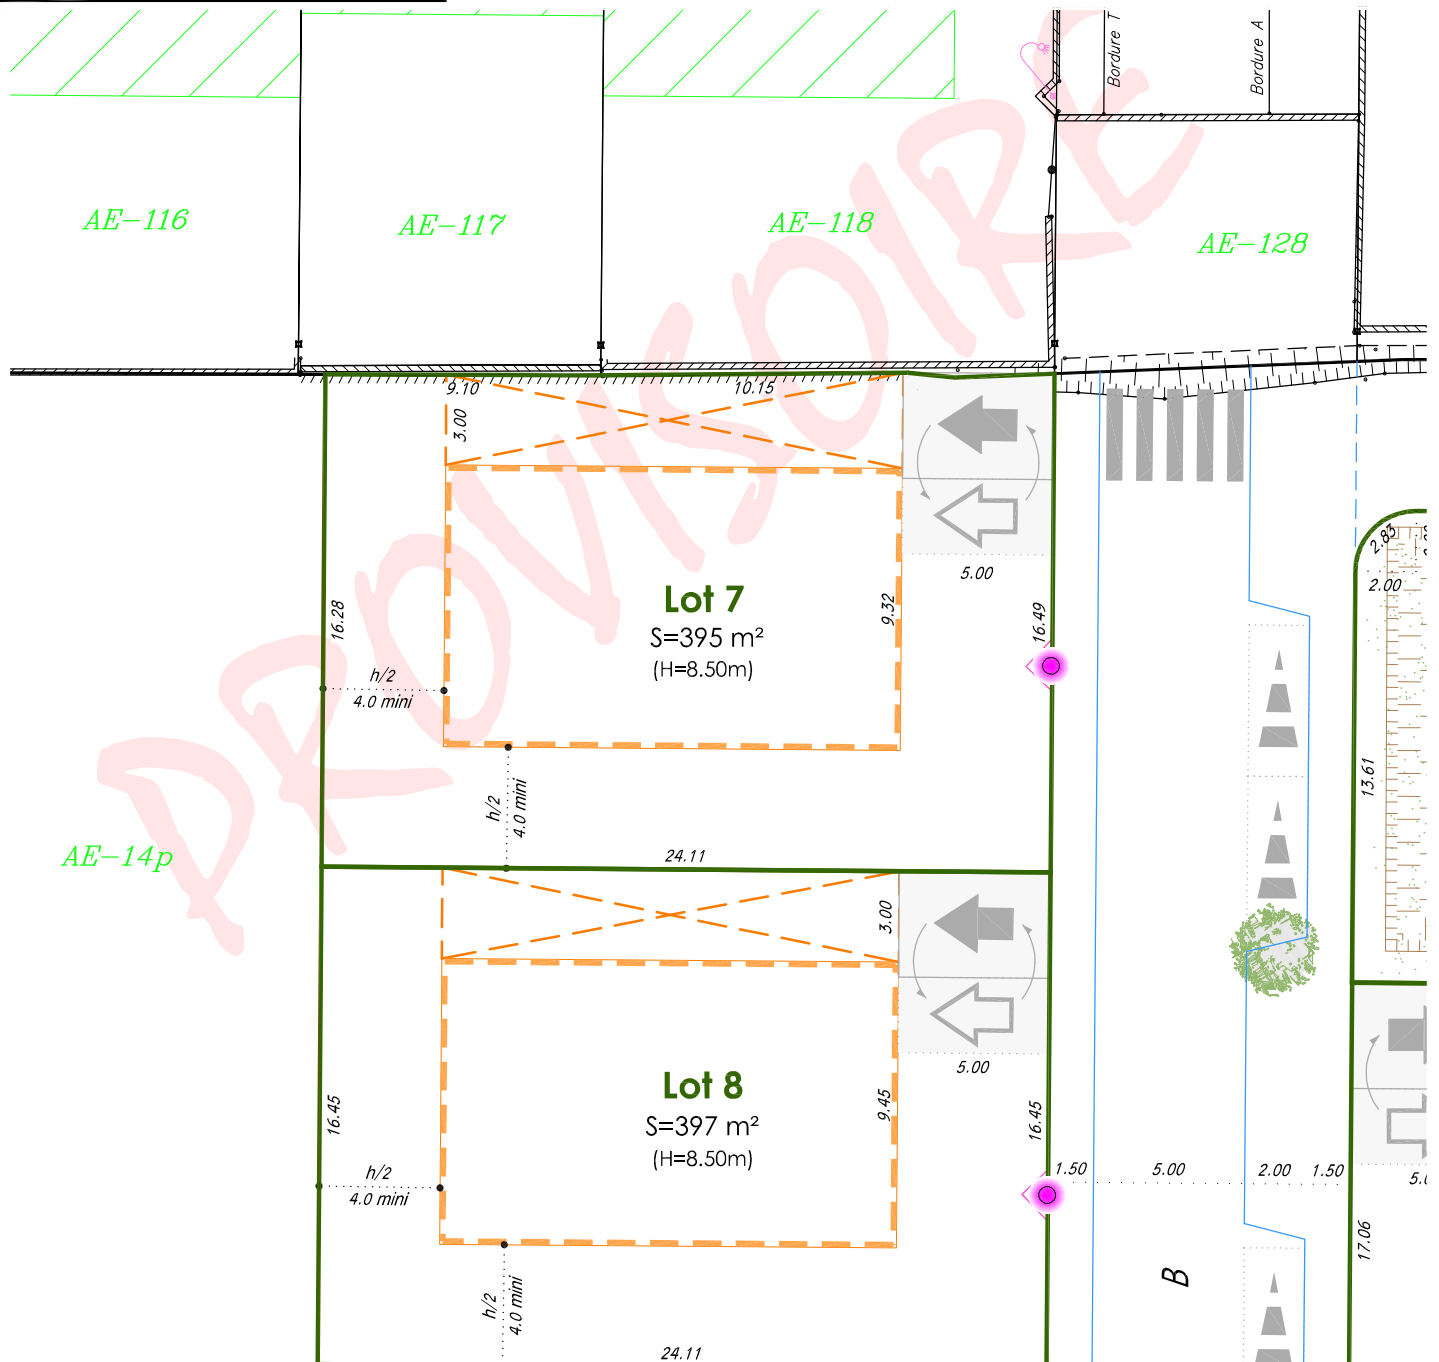 Bordure T
Bordure A
AE-116
AE-117
AE-118
AE-128
PROVISOIRE
9.10
10.15
3.00
2.83
2.00
5.00
16.28
Lot 7
S=395 m²
(H=8.50m)
9.32
16.49
h/2
4.0 mini
13.61
h/2
4.0 mini
AE-14p
24.11
3.00
5.00
16.45
Lot 8
S=397 m²
(H=8.50m)
9.45
16.45
h/2
4.0 mini
1.50
5.00
2.00
1.50
17.06
B
h/2
4.0 mini
24.11